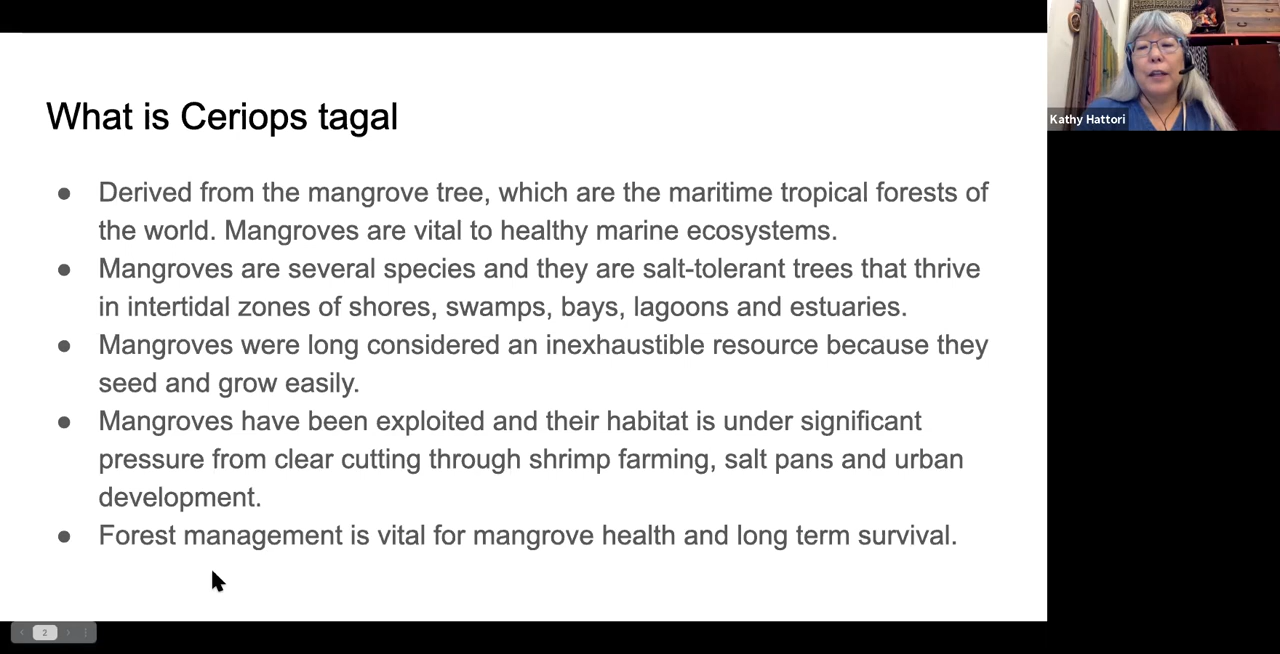 What is Ceriops tagal
● Derived from the mangrove tree, which are the maritime tropical forests of
the world. Mangroves are vital to healthy marine ecosystems.
● Mangroves are several species and they are salt-tolerant trees that thrive
in intertidal zones of shores, swamps, bays, lagoons and estuaries.
● Mangroves were long considered an inexhaustible resource because they
seed and grow easily.
● Mangroves have been exploited and their habitat is under significant
pressure from clear cutting through shrimp farming, salt pans and urban
development.
● Forest management is vital for mangrove health and long term survival.
Kathy Hattori
2